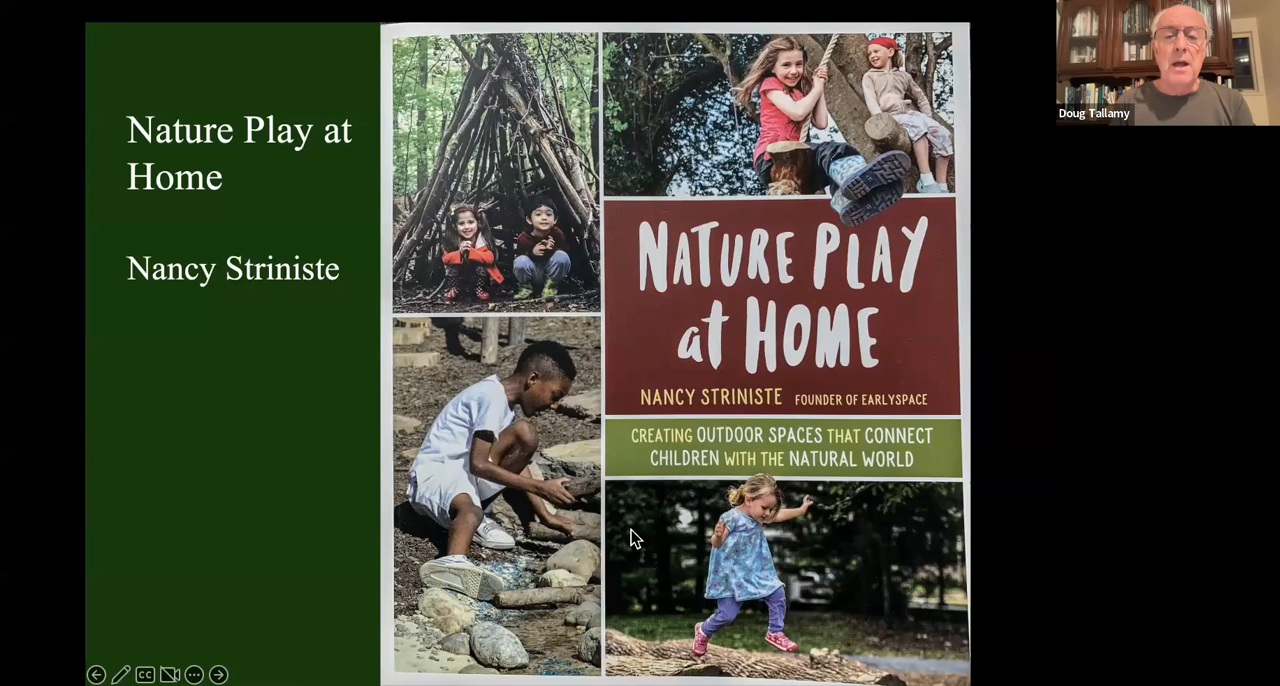 Nature Play at
Home
Nancy Striniste
NATURE PLAY
at HOME
NANCY STRINISTE FOUNDER OF EARLYSPACE
CREATING OUTDOOR SPACES THAT CONNECT
CHILDREN WITH THE NATURAL WORLD
CC
Doug Tallamy